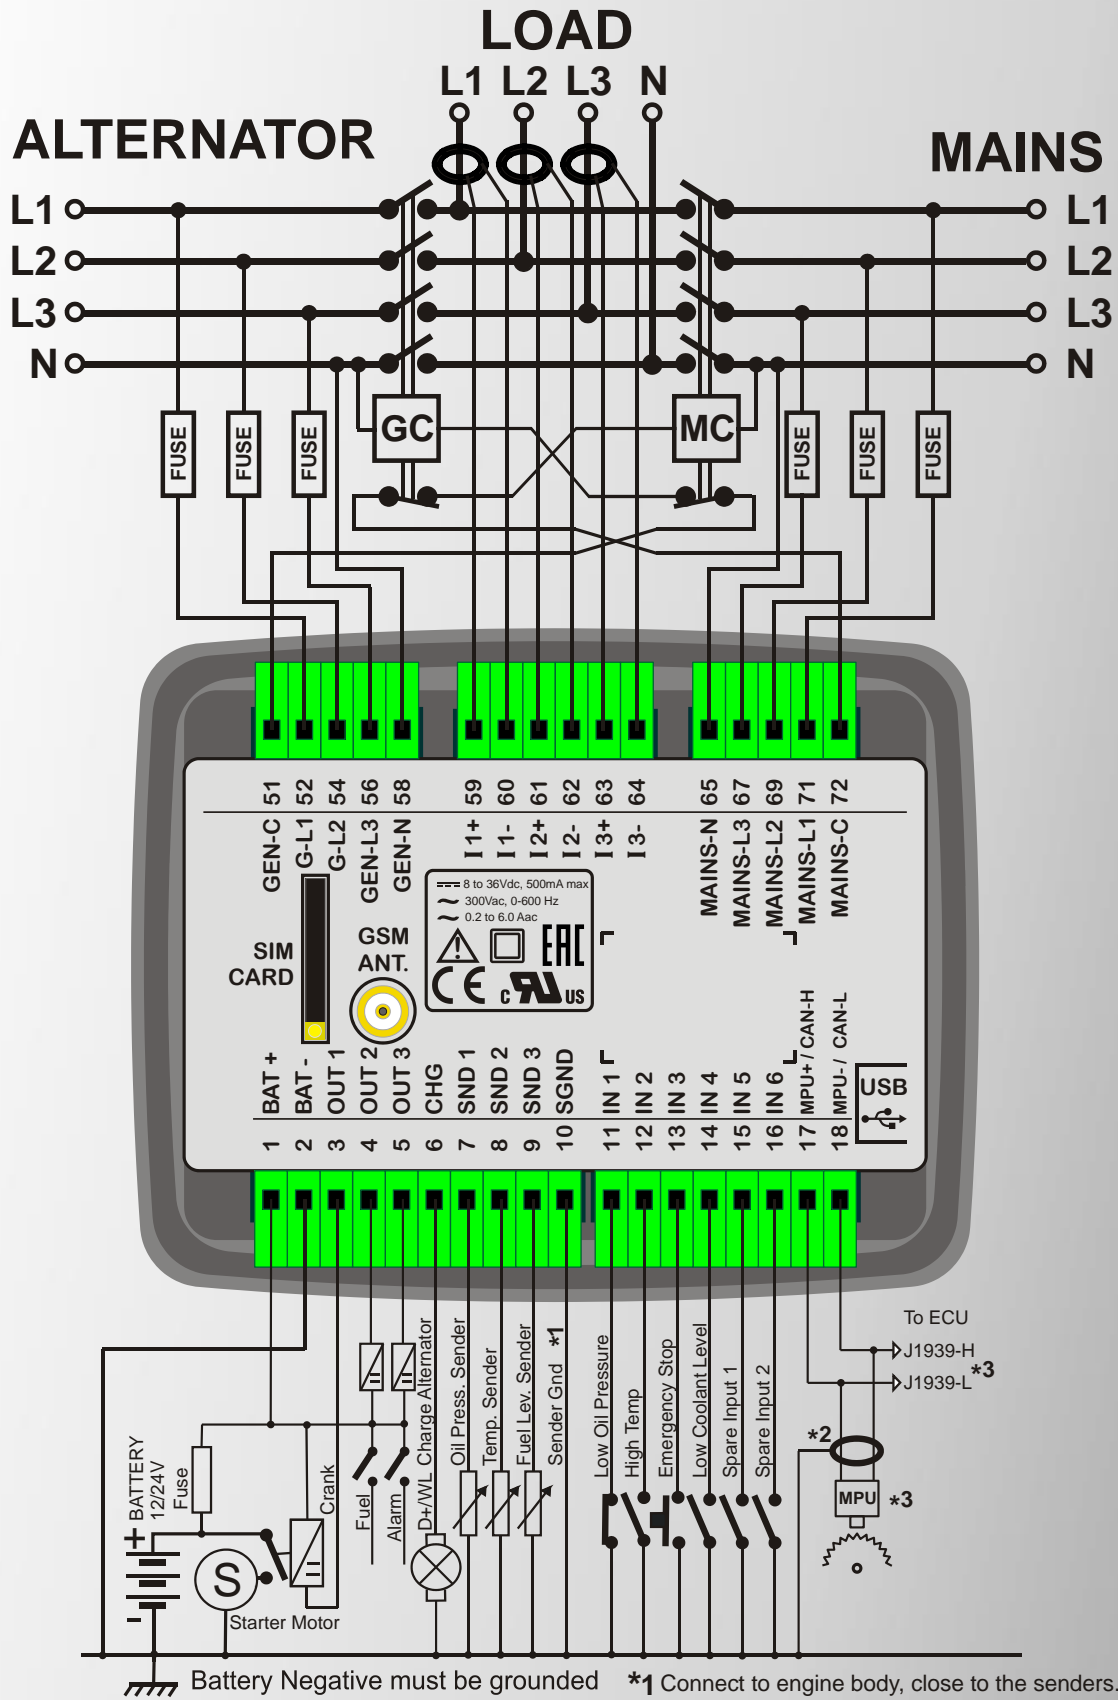 LOAD
L1 L2 L3 N
ALTERNATOR
MAINS
L1
L2
L3
N
L1
L2
L3
N
FUSE
FUSE
FUSE
GC
MC
FUSE
FUSE
FUSE
51 52 54 56 58
GEN-C
G-L1
G-L2
GEN-L3
GEN-N
59 60 61 62 63 64
I1+
I1-
I2+
I2-
I3+
I3-
65 67 69 71 72
MAINS-N
MAINS-L3
MAINS-L2
MAINS-L1
MAINS-C
8 to 36Vdc, 500mA max
300Vac, 0-600 Hz
0.2 to 6.0 Aac
EAC
CE
c RU US
SIM
CARD
GSM
ANT.
BAT +
BAT -
OUT 1
OUT 2
OUT 3
CHG
SND 1
SND 2
SND 3
SGND
IN 1
IN 2
IN 3
IN 4
IN 5
IN 6
MPU+ / CAN-H
MPU- / CAN-L
USB
1 2 3 4 5 6 7 8 9 10 11 12 13 14 15 16 17 18
To ECU
J1939-H
J1939-L *3
*2
MPU
*3
BATTERY
12/24V
Fuse
+
-
S
Starter Motor
Crank
Fuel
Alarm
D+/WL Charge Alternator
Oil Press. Sender
Temp. Sender
Fuel Lev. Sender
Sender Gnd *1
Low Oil Pressure
High Temp
Emergency Stop
Low Coolant Level
Spare Input 1
Spare Input 2
Battery Negative must be grounded
*1 Connect to engine body, close to the senders.